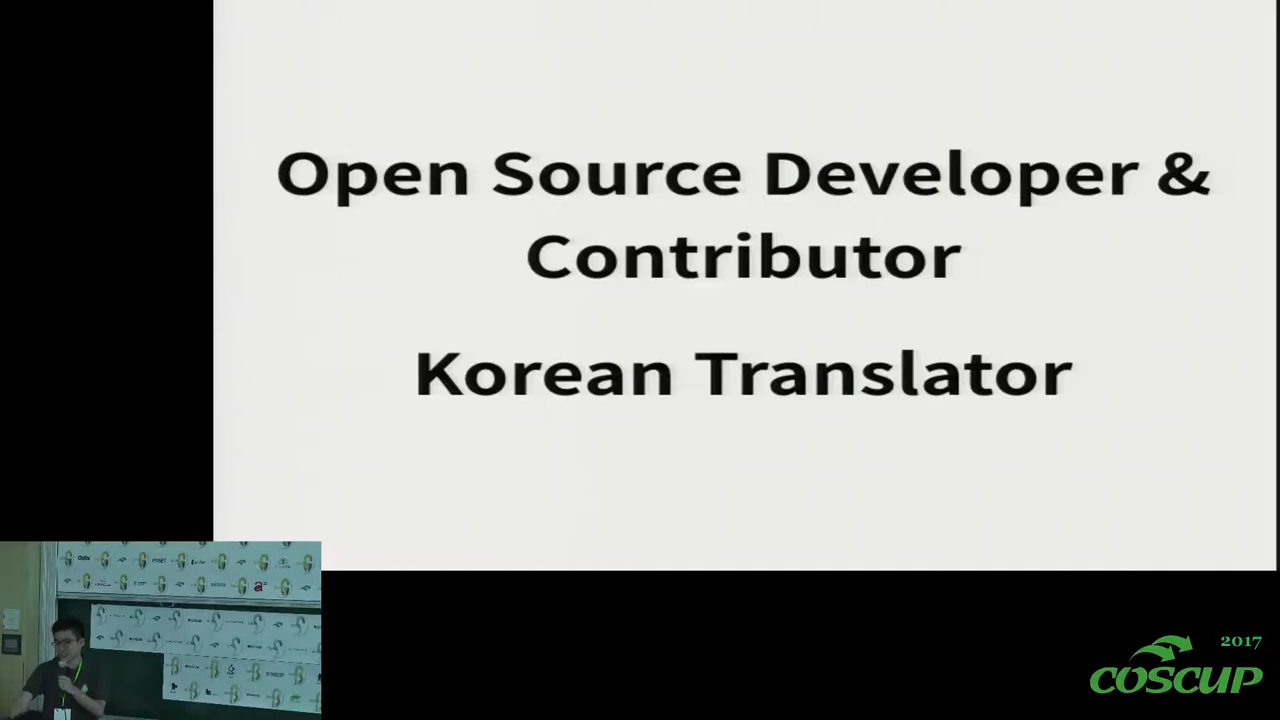 Open Source Developer &
Contributor
Korean Translator
2017
COSCUP